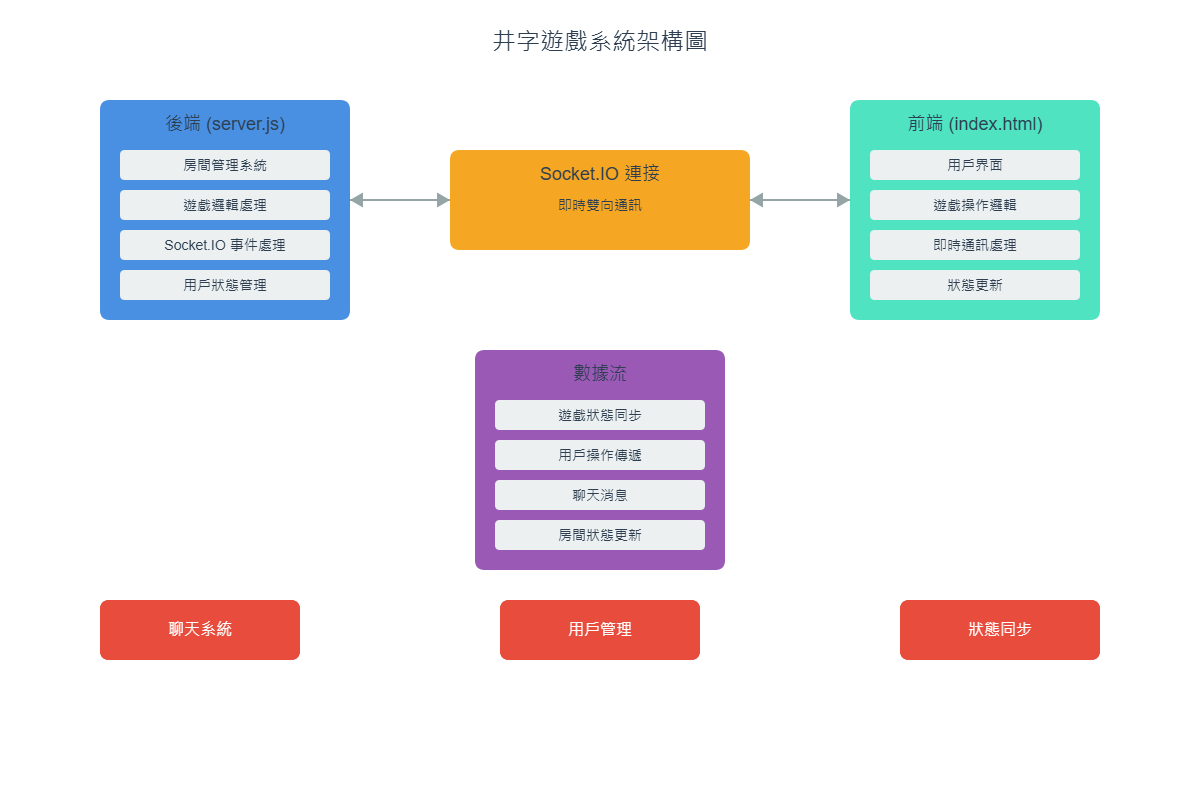 井字遊戲系統架構圖
後端 (server.js)
房間管理系統
遊戲邏輯處理
Socket.IO 事件處理
用戶狀態管理
Socket.IO 連接
即時雙向通訊
前端 (index.html)
用戶界面
遊戲操作邏輯
即時通訊處理
狀態更新
數據流
遊戲狀態同步
用戶操作傳遞
聊天消息
房間狀態更新
聊天系統
用戶管理
狀態同步